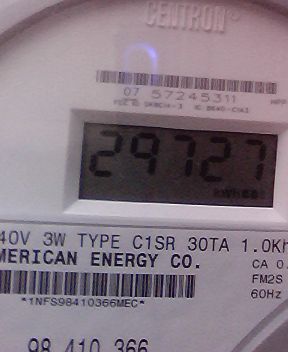 CENTRON
07 57245311
29727
40V 3W TYPE C1SR 30TA 1.0Kh
MERICAN ENERGY CO.
CA 0.
FM2S
60Hz
*1NFS98410366MEC*
98 410 366